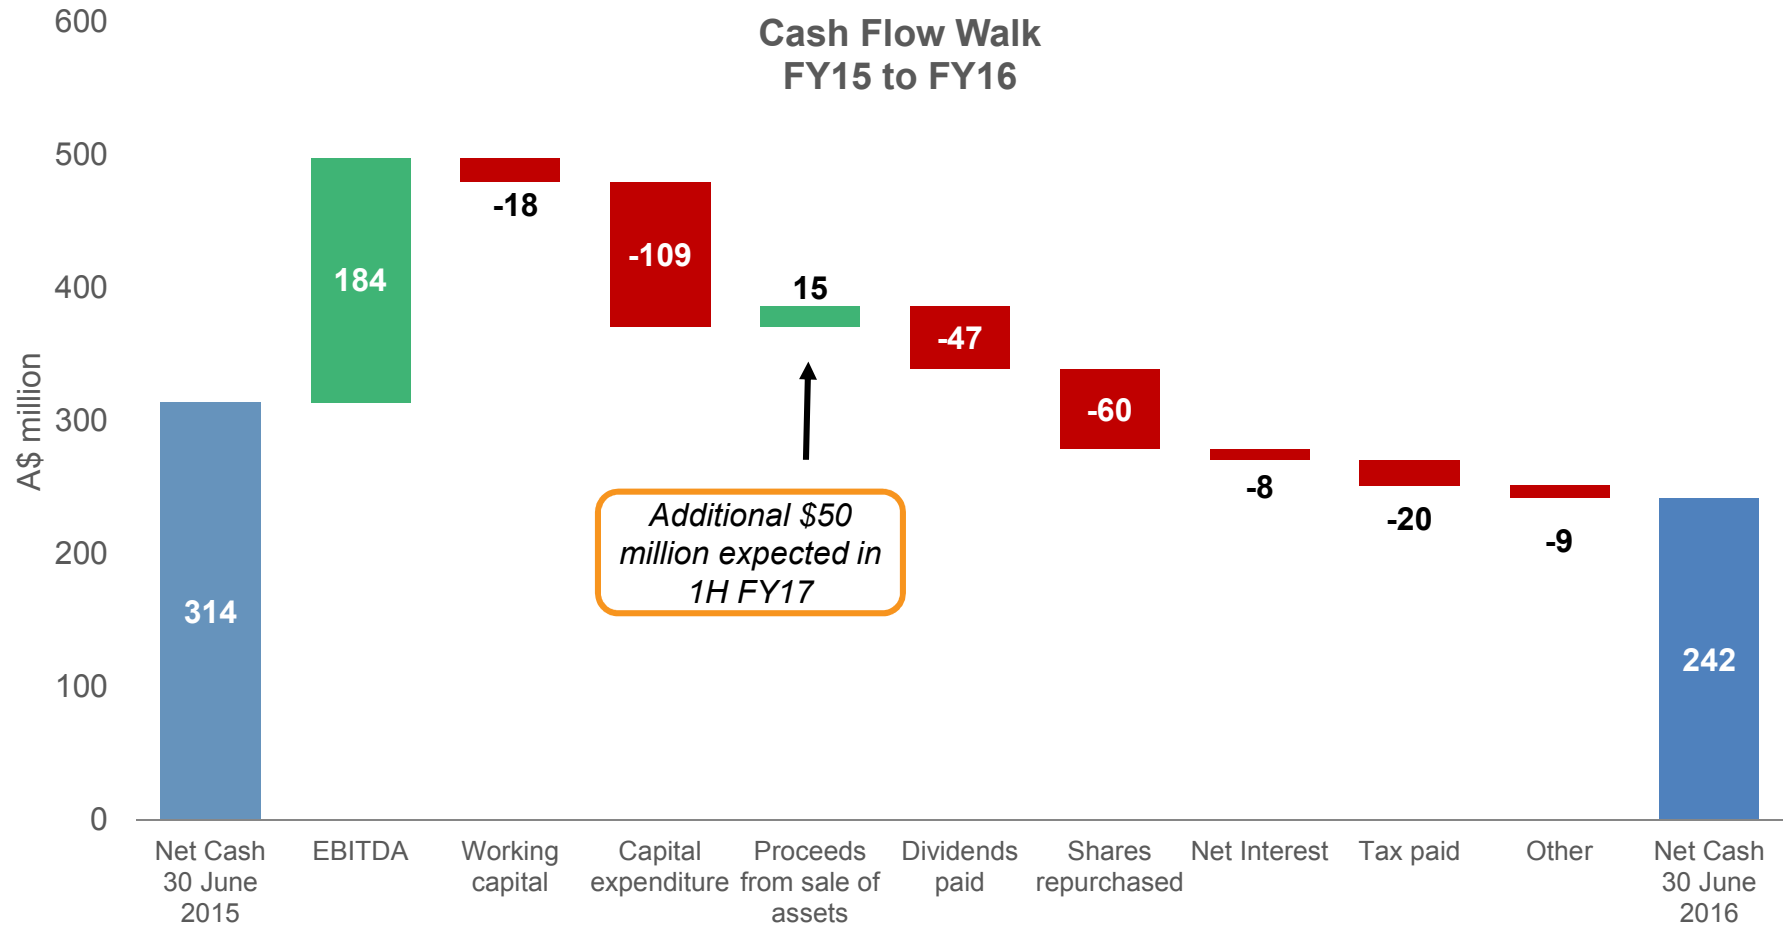 Cash Flow Walk
FY15 to FY16
A$ million
600
500
400
300
200
100
0
314
184
-18
-109
15
-47
-60
-8
-20
-9
242
Additional $50
million expected in
1H FY17
Net Cash
30 June
2015
EBITDA
Working
capital
Capital
expenditure
Proceeds
from sale of
assets
Dividends
paid
Shares
repurchased
Net Interest
Tax paid
Other
Net Cash
30 June
2016